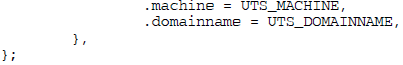 .machine = UTS_MACHINE,
.domainname = UTS_DOMAINNAME,
},
};